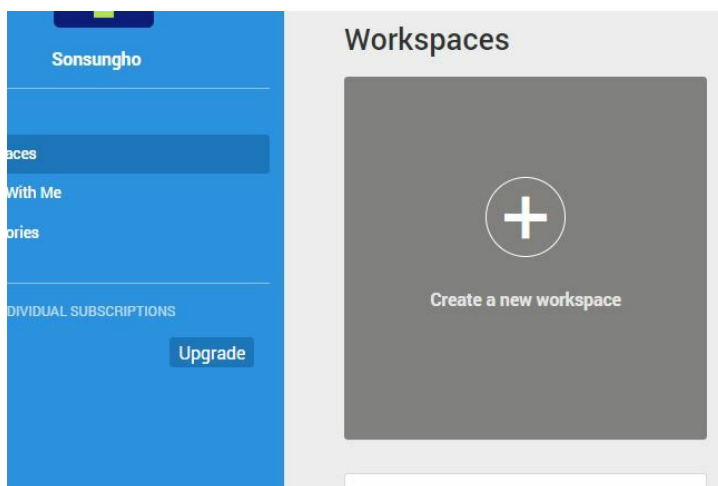 Sonsungho
aces
With Me
ories
DIVIDUAL SUBSCRIPTIONS
Upgrade
Workspaces
Create a new workspace